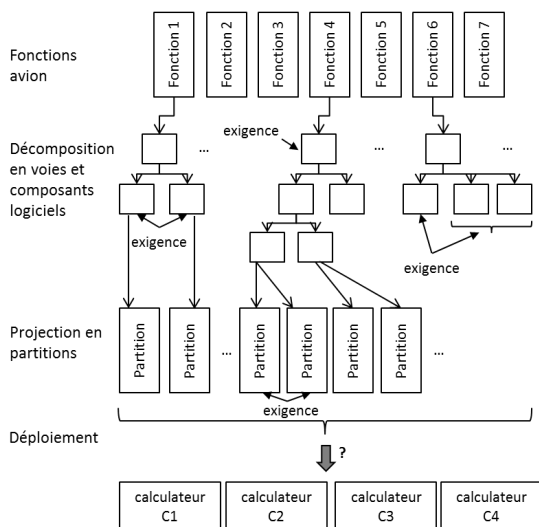 Fonctions
avion
Fonction 1
Fonction 2
Fonction 3
Fonction 4
Fonction 5
Fonction 6
Fonction 7
Décomposition
en voies et
composants
logiciels
...
exigence
...
...
exigence
exigence
Projection en
partitions
Partition
Partition
...
Partition
Partition
Partition
Partition
...
exigence
Déploiement
?
calculateur
C1
calculateur
C2
calculateur
C3
calculateur
C4